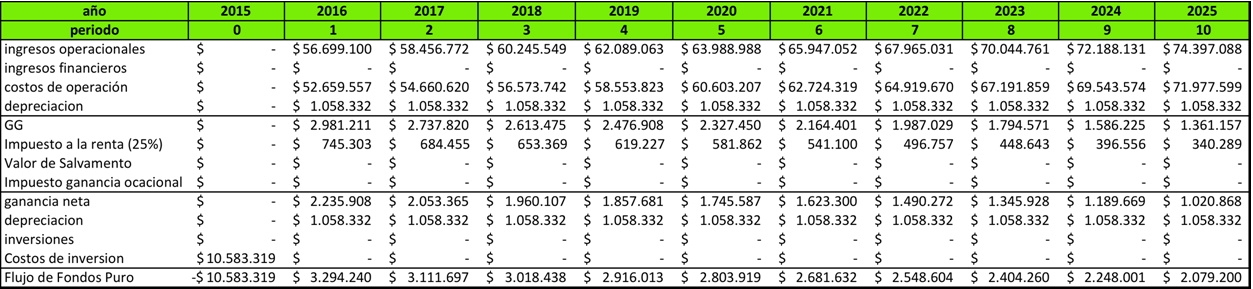 año 2015 2016 2017 2018 2019 2020 2021 2022 2023 2024 2025
periodo 0 1 2 3 4 5 6 7 8 9 10
ingresos operacionales $ - $ 56.699.100 $ 58.456.772 $ 60.245.549 $ 62.089.063 $ 63.988.988 $ 65.947.052 $ 67.965.031 $ 70.044.761 $ 72.188.131 $ 74.397.088
ingresos financieros $ - $ - $ - $ - $ - $ - $ - $ - $ - $ - $ -
costos de operación $ - $ 52.659.557 $ 54.660.620 $ 56.573.742 $ 58.553.823 $ 60.603.207 $ 62.724.319 $ 64.919.670 $ 67.191.859 $ 69.543.574 $ 71.977.599
depreciacion $ - $ 1.058.332 $ 1.058.332 $ 1.058.332 $ 1.058.332 $ 1.058.332 $ 1.058.332 $ 1.058.332 $ 1.058.332 $ 1.058.332 $ 1.058.332
GG $ - $ 2.981.211 $ 2.737.820 $ 2.613.475 $ 2.476.908 $ 2.327.450 $ 2.164.401 $ 1.987.029 $ 1.794.571 $ 1.586.225 $ 1.361.157
Impuesto a la renta (25%) $ - $ 745.303 $ 684.455 $ 653.369 $ 619.227 $ 581.862 $ 541.100 $ 496.757 $ 448.643 $ 396.556 $ 340.289
Valor de Salvamento $ - $ - $ - $ - $ - $ - $ - $ - $ - $ - $ -
Impuesto ganancia ocacional $ - $ - $ - $ - $ - $ - $ - $ - $ - $ - $ -
ganancia neta $ - $ 2.235.908 $ 2.053.365 $ 1.960.107 $ 1.857.681 $ 1.745.587 $ 1.623.300 $ 1.490.272 $ 1.345.928 $ 1.189.669 $ 1.020.868
depreciacion $ - $ 1.058.332 $ 1.058.332 $ 1.058.332 $ 1.058.332 $ 1.058.332 $ 1.058.332 $ 1.058.332 $ 1.058.332 $ 1.058.332 $ 1.058.332
inversiones $ - $ - $ - $ - $ - $ - $ - $ - $ - $ - $ -
Costos de inversion $ 10.583.319 $ - $ - $ - $ - $ - $ - $ - $ - $ - $ -
Flujo de Fondos Puro -$ 10.583.319 $ 3.294.240 $ 3.111.697 $ 3.018.438 $ 2.916.013 $ 2.803.919 $ 2.681.632 $ 2.548.604 $ 2.404.260 $ 2.248.001 $ 2.079.200